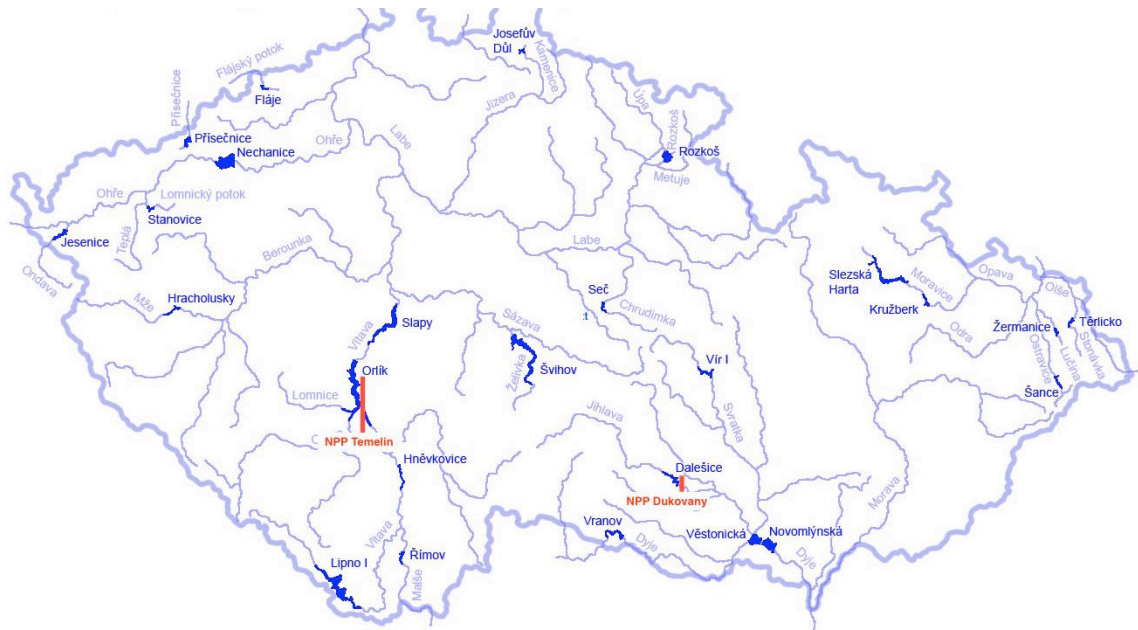 Josefův
Důl
Kamenice
Flájský potok
Fláje
Přísečnice
Jizera
Úpa
Rozkoš
Přísečnice
Nechanice
Ohře
Labe
Rozkoš
Metuje
Ohře
Lomnický potok
Stanovice
Teplá
Jesenice
Ondava
Berounka
Labe
Slezská
Harta
Moravice
Kružberk
Opava
Olše
Mže
Hracholusky
Seč
Chrudimka
Slapy
Vltava
Sázava
Želivka
Švihov
Odra
Žermanice
Těrlicko
Stonávka
Lučina
Ostravice
Šance
Orlík
Lomnice
NPP Temelin
Vír I
Svratka
Jihlava
Hněvkovice
Dalešice
NPP Dukovany
Morava
Vranov
Dyje
Věstonická
Novomlýnská
Dyje
Vltava
Lipno I
Římov
Malše